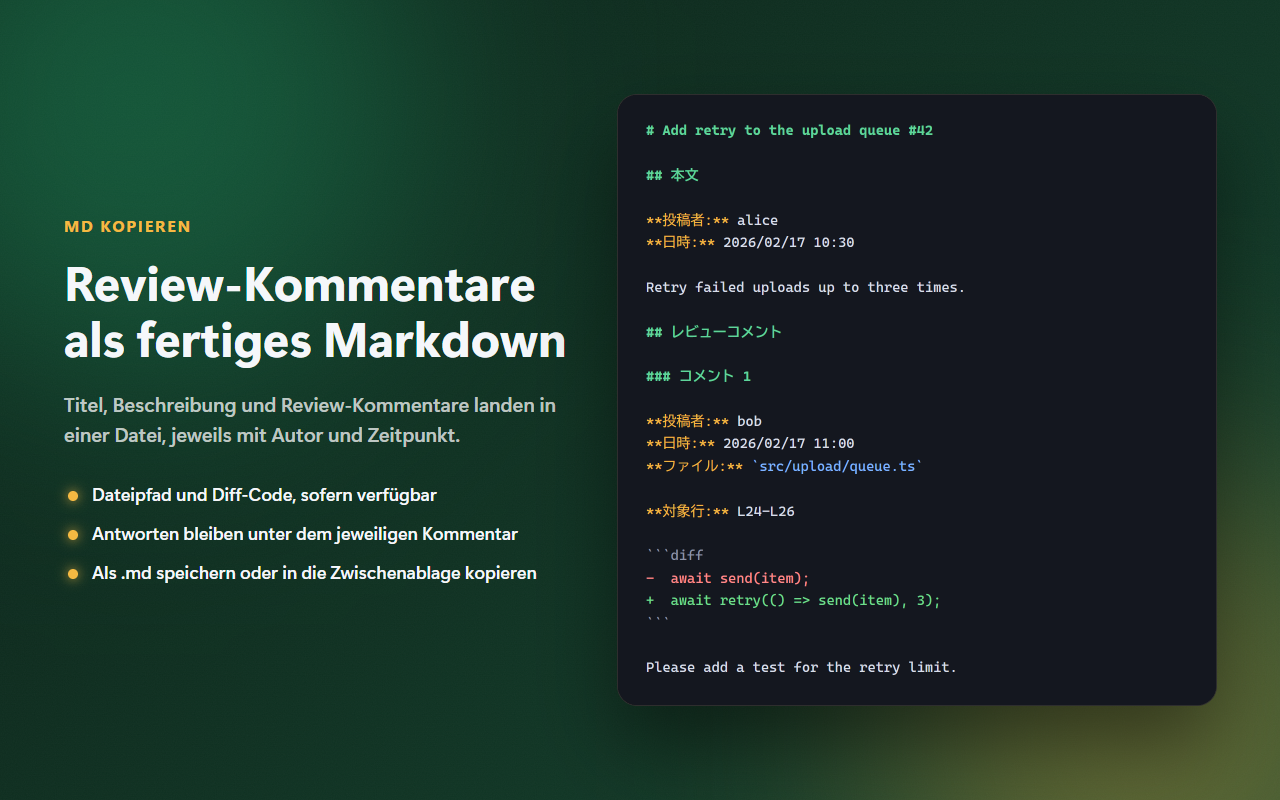 MD KOPIEREN
Review-Kommentare
als fertiges Markdown
Titel, Beschreibung und Review-Kommentare landen in
einer Datei, jeweils mit Autor und Zeitpunkt.
Dateipfad und Diff-Code, sofern verfügbar
Antworten bleiben unter dem jeweiligen Kommentar
Als .md speichern oder in die Zwischenablage kopieren
# Add retry to the upload queue #42
## 本文
**投稿者:** alice
**日時:** 2026/02/17 10:30
Retry failed uploads up to three times.
## レビューコメント
### コメント 1
**投稿者:** bob
**日時:** 2026/02/17 11:00
**ファイル:** `src/upload/queue.ts`
**対象行:** L24–L26
```diff
-  await send(item);
+  await retry(() => send(item), 3);
```
Please add a test for the retry limit.